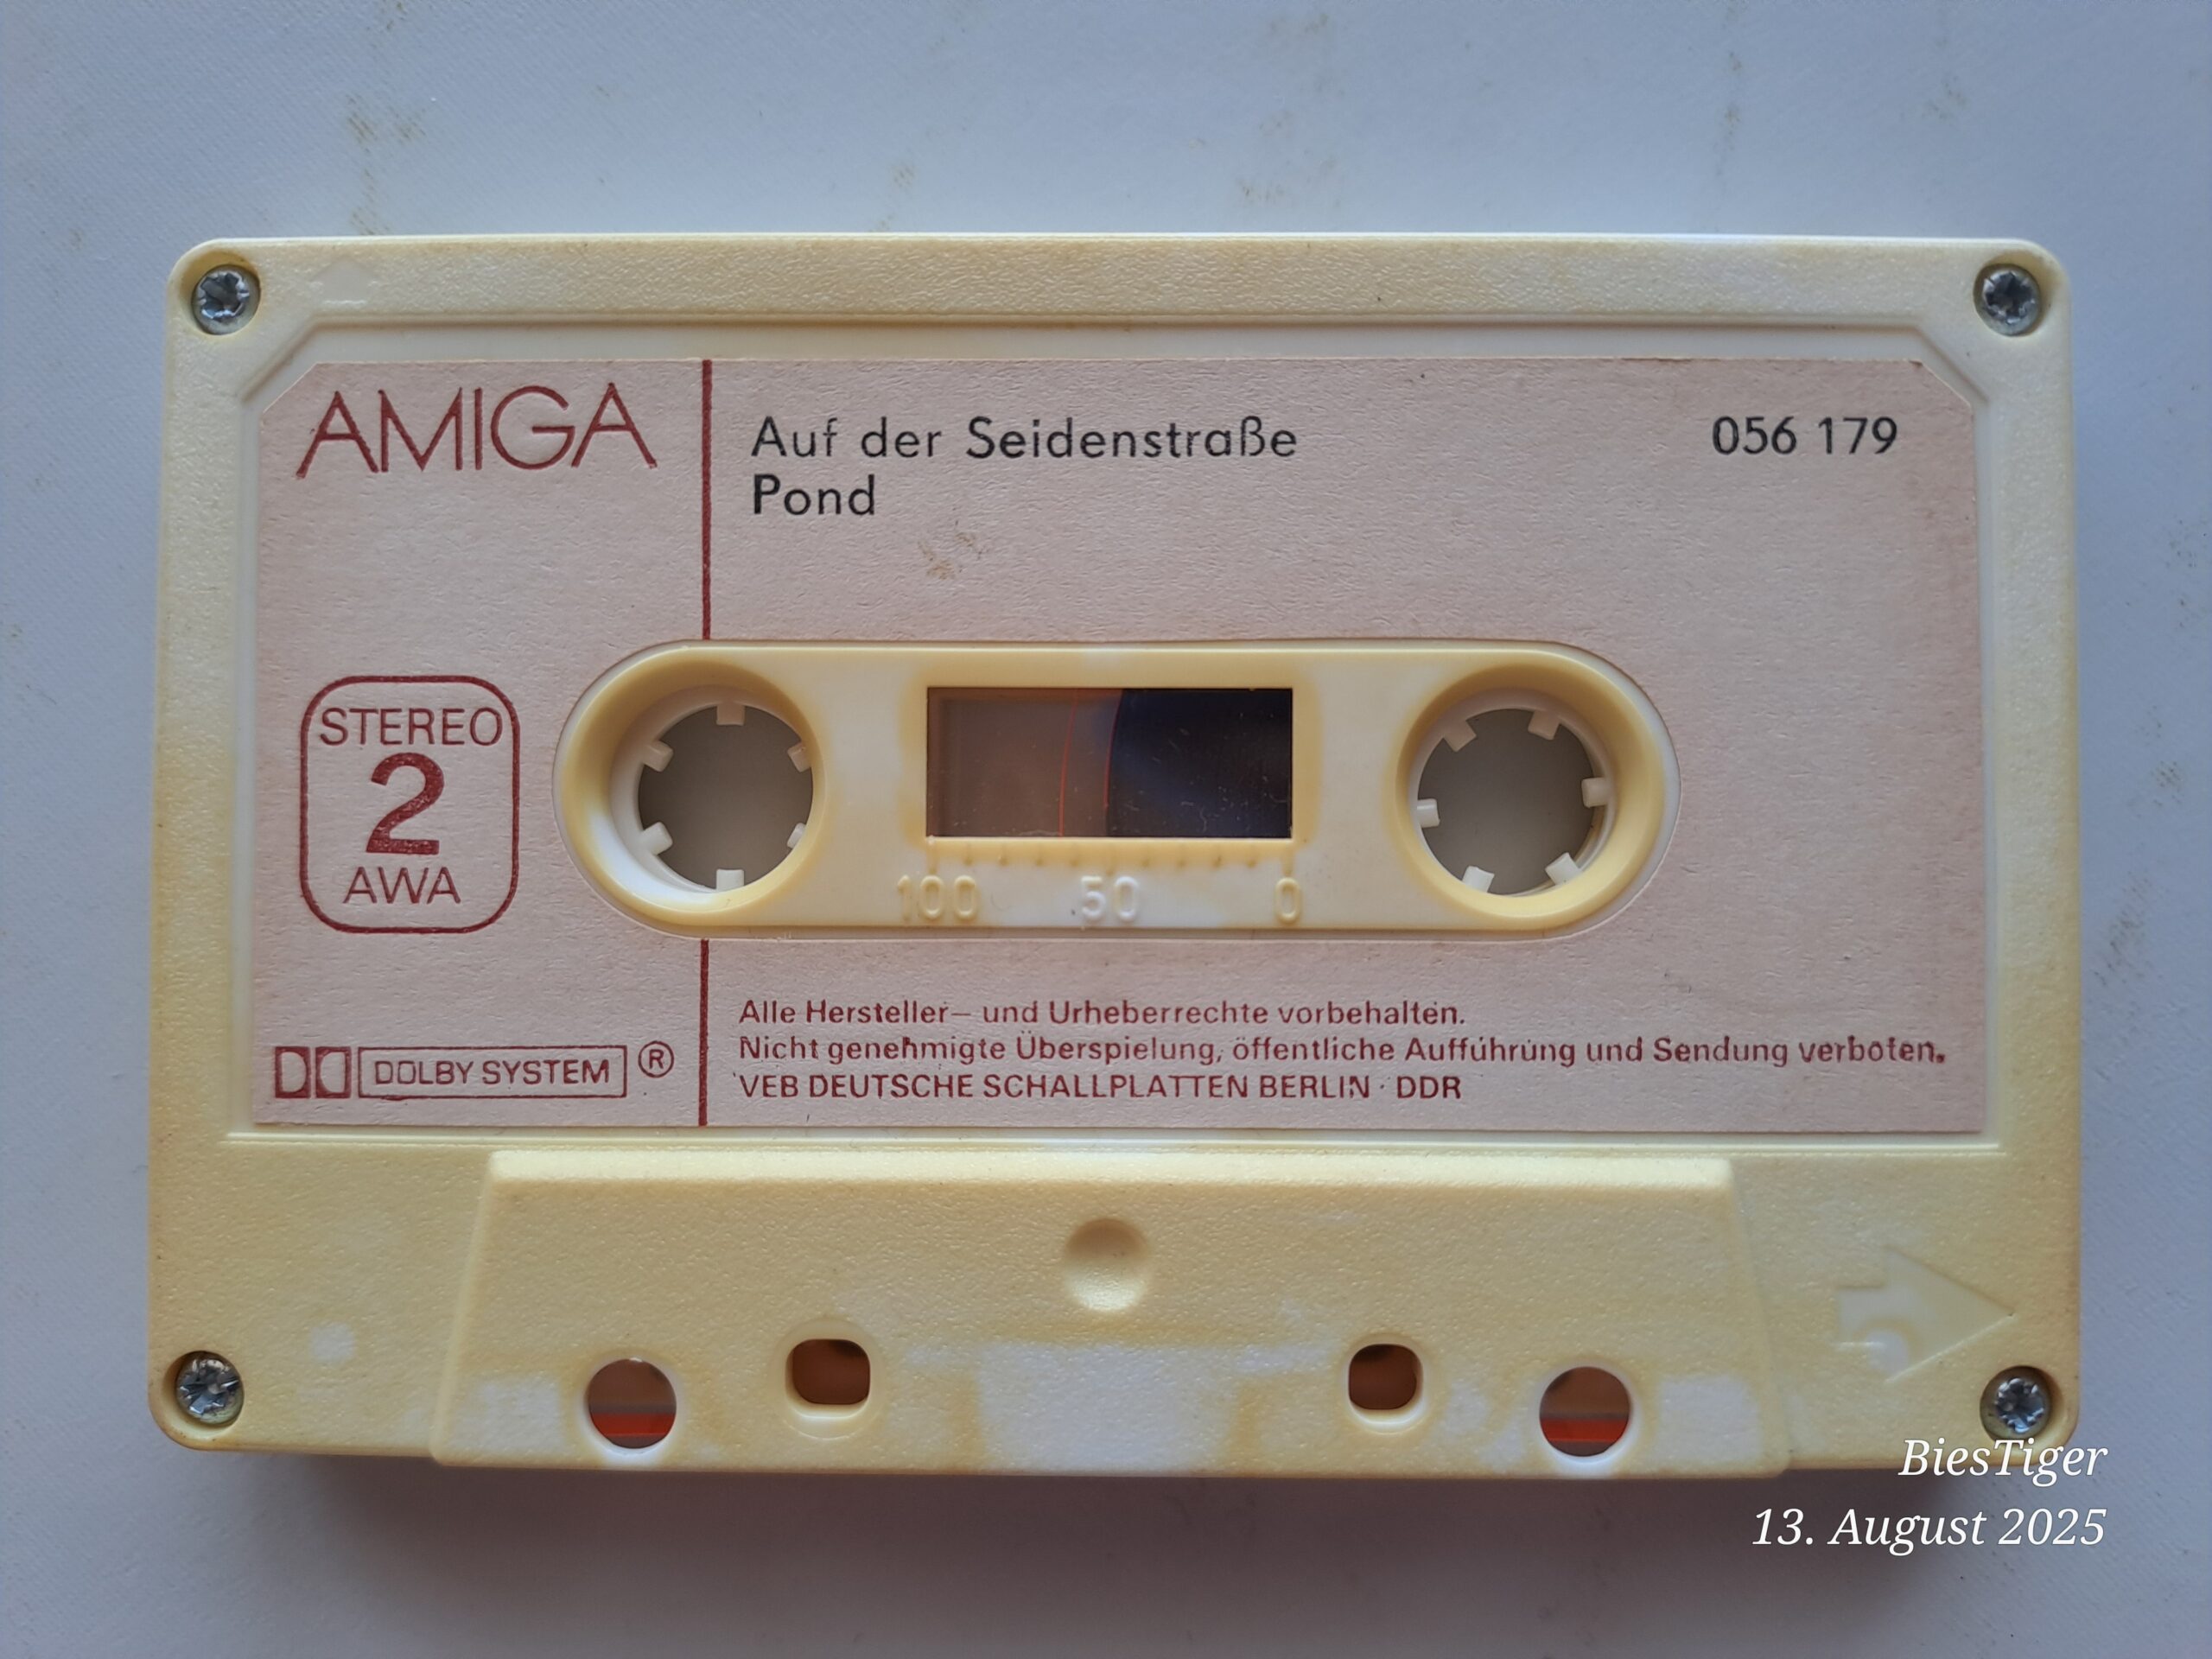 AMIGA
Auf der Seidenstraße
Pond
056 179
STEREO
2
AWA
100 50 0
DOLBY SYSTEM ®
Alle Hersteller– und Urheberrechte vorbehalten.
Nicht genehmigte Überspielung, öffentliche Aufführung und Sendung verboten.
VEB DEUTSCHE SCHALLPLATTEN BERLIN · DDR
BiesTiger
13. August 2025